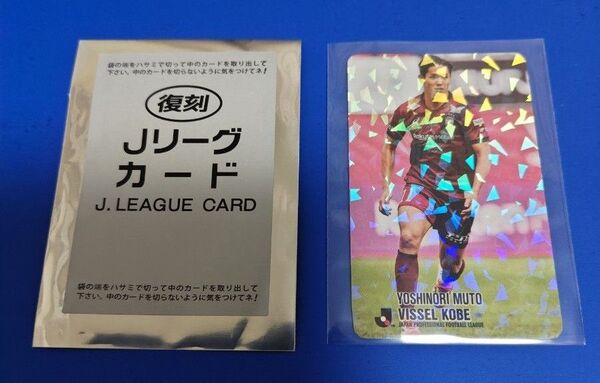 袋の端をハサミで切って中のカードを取り出して
下さい。中のカードを切らないように気をつけてネ!
復刻
Jリーグ
カード
J. LEAGUE CARD
袋の端をハサミで切って中のカードを取り出して
下さい。中のカードを切らないように気をつけてネ!
YOSHINORI MUTO
VISSEL KOBE
JAPAN PROFESSIONAL FOOTBALL LEAGUE